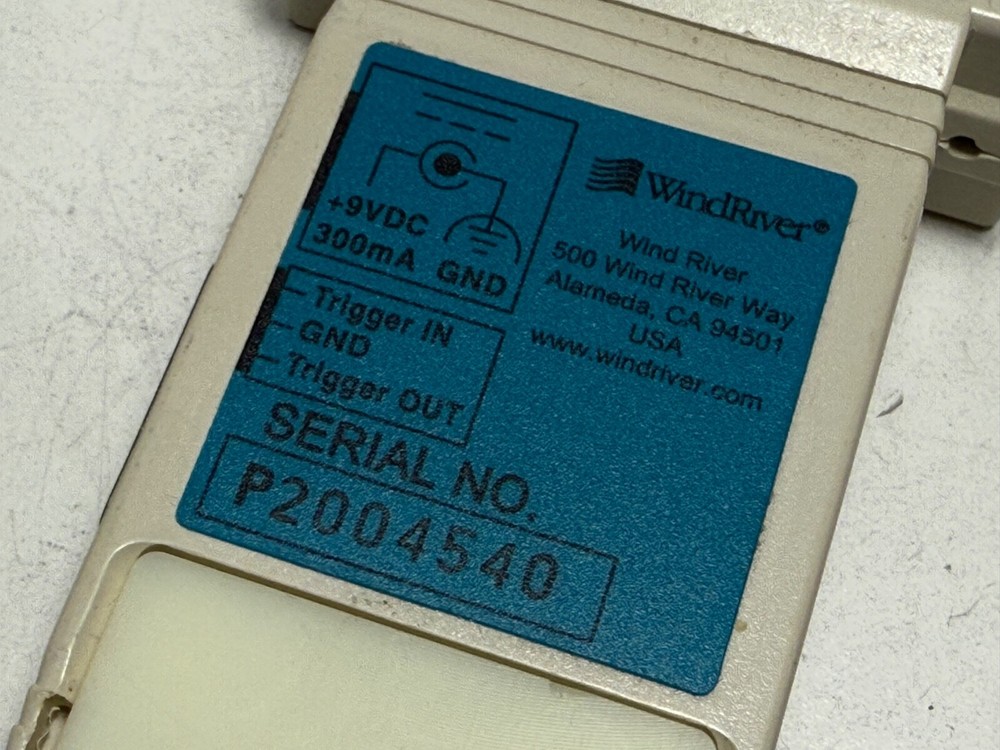 +9VDC
300mA GND
Trigger IN
GND
Trigger OUT
SERIAL NO.
P2004540
WindRiver®
Wind River
500 Wind River Way
Alameda, CA 94501
USA
www.windriver.com